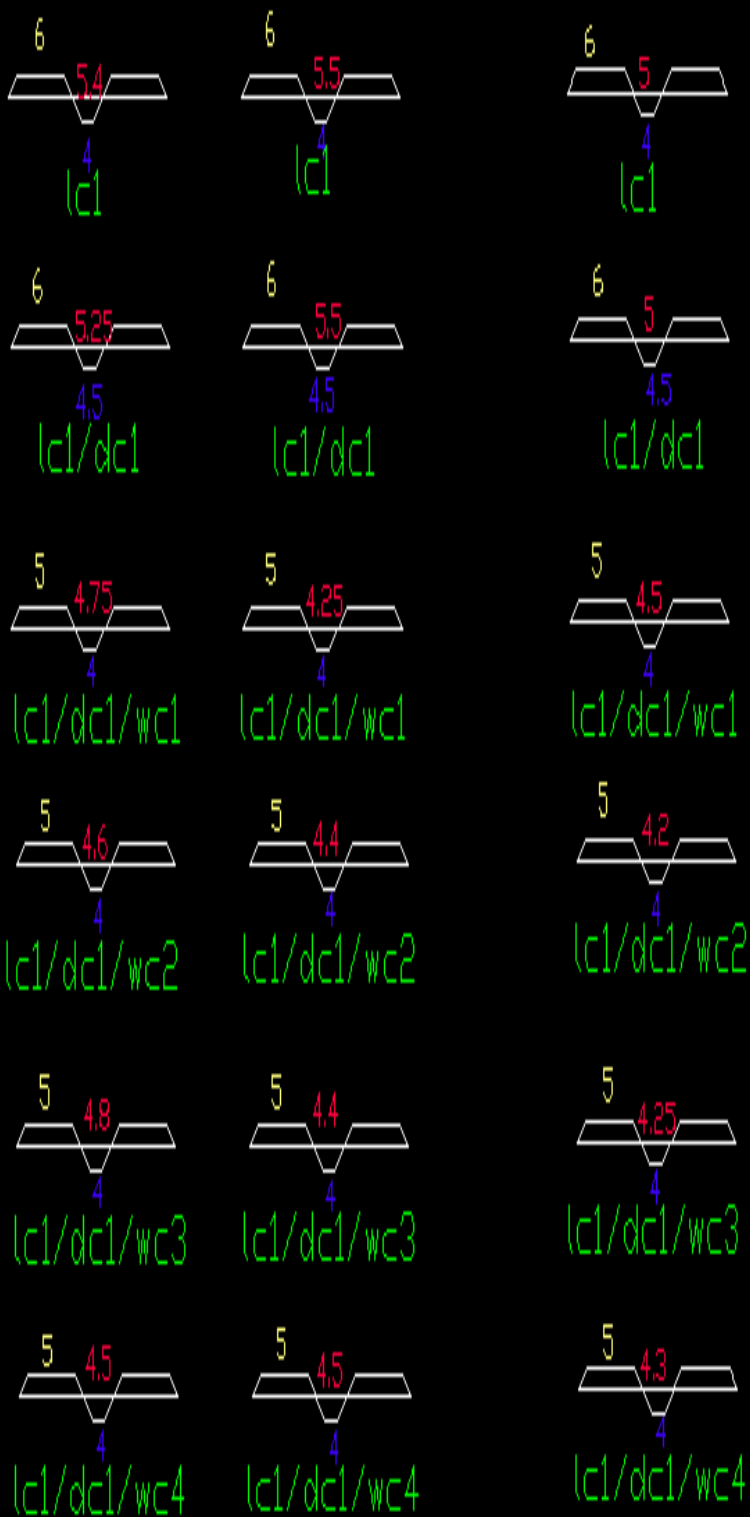 6 6 6
5.4 5.5 5
4 4 4
lc1 lc1 lc1
6 6 6
5.25 5.5 5
4.5 4.5 4.5
lc1/dc1 lc1/dc1 lc1/dc1
5 5 5
4.75 4.25 4.5
4 4 4
lc1/dc1/wc1 lc1/dc1/wc1 lc1/dc1/wc1
5 5 5
4.6 4.4 4.2
4 4 4
lc1/dc1/wc2 lc1/dc1/wc2 lc1/dc1/wc2
5 5 5
4.8 4.4 4.25
4 4 4
lc1/dc1/wc3 lc1/dc1/wc3 lc1/dc1/wc3
5 5 5
4.5 4.5 4.3
4 4 4
lc1/dc1/wc4 lc1/dc1/wc4 lc1/dc1/wc4